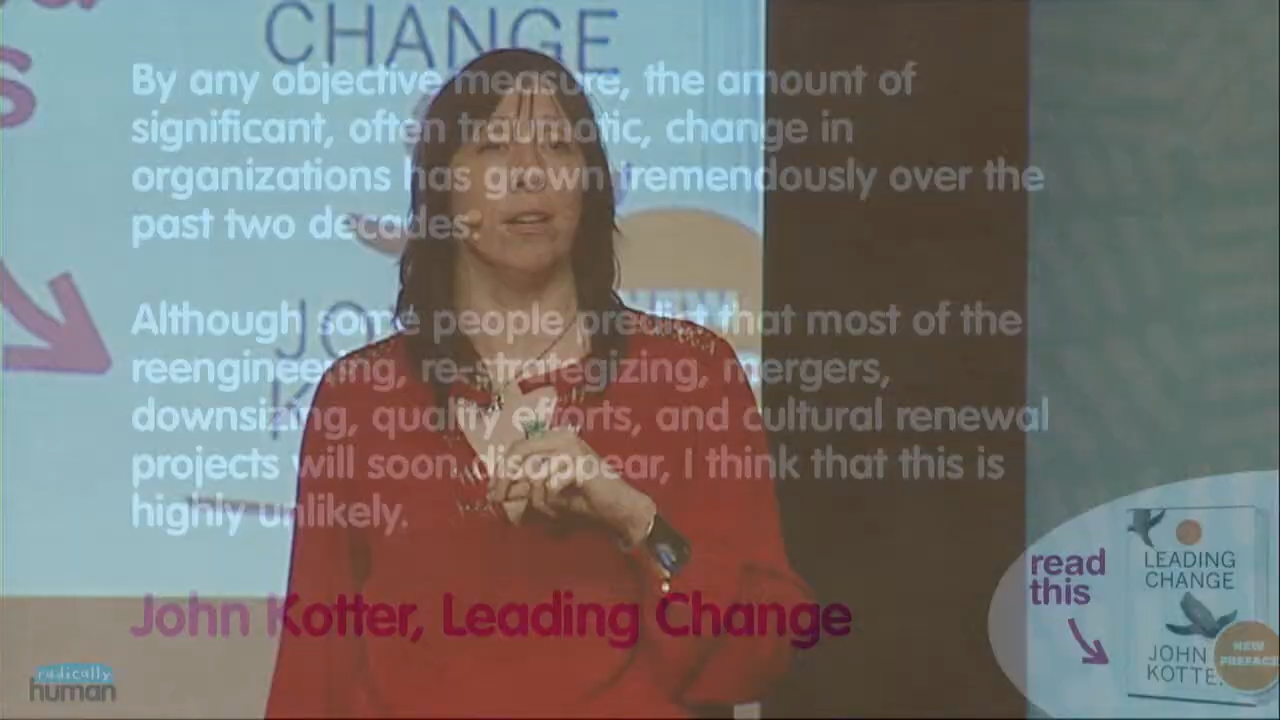 CHANGE
By any objective measure, the amount of
significant, often traumatic, change in
organizations has grown tremendously over the
past two decades.
Although some people predict that most of the
reengineering, re-strategizing, mergers,
downsizing, quality efforts, and cultural renewal
projects will soon disappear, I think that this is
highly unlikely.
John Kotter, Leading Change
radically
human
read
this
LEADING
CHANGE
JOHN
KOTTE
NEW
PREFACE